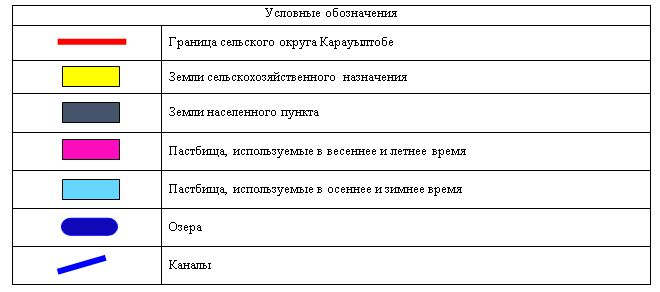 Условные обозначения
Граница сельского округа Карауылтобе
Земли сельскохозяйственного назначения
Земли населенного пункта
Пастбища, используемые в весеннее и летнее время
Пастбища, используемые в осеннее и зимнее время
Озера
Каналы